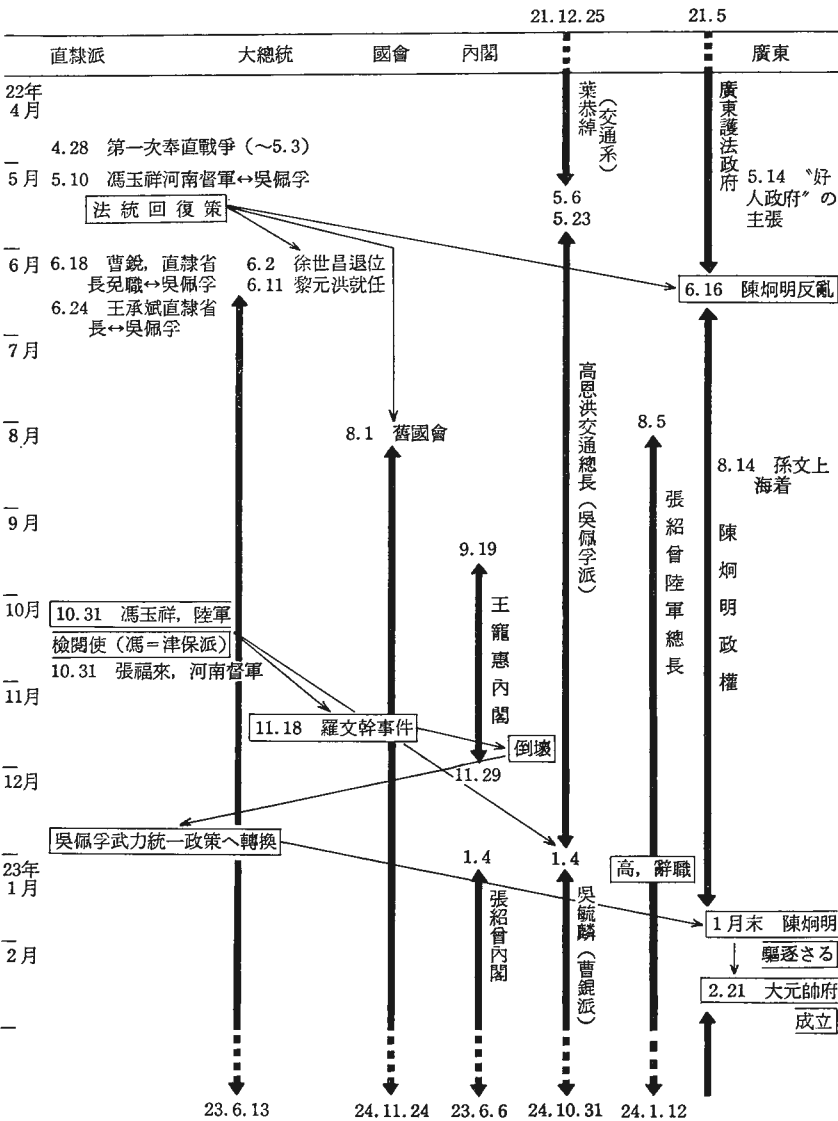 21.12.25 21.5
直隷派 大總統 國會 內閣 廣東
22年
4月
4.28 第一次奉直戰爭(~5.3)
5月 5.10 馮玉祥河南督軍↔吳佩孚
法統回復策
葉恭綽
(交通系)
5.6
5.23
廣東護法政府
5.14 〝好
人政府〟の
主張
6月 6.18 曹銳,直隷省
長免職↔吳佩孚
6.24 王承斌直隷省
長↔吳佩孚
6.2 徐世昌退位
6.11 黎元洪就任
6.16 陳炯明反亂
7月
8月
8.1 舊國會
高恩洪交通總長(吳佩孚派)
8.5
張紹曾陸軍總長
8.14 孫文上
海着
陳炯明政權
9月
9.19
王寵惠內閣
10月
10.31 馮玉祥,陸軍
檢閱使(馮=津保派)
10.31 張福來,河南督軍
11月
11.18 羅文幹事件
倒壞
12月
11.29
吳佩孚武力統一政策へ轉換
23年
1月
1.4
張紹曾內閣
1.4
吳毓麟(曹錕派)
高,辭職
1月末 陳炯明
驅逐さる
2月
2.21 大元帥府
成立
23.6.13 24.11.24 23.6.6 24.10.31 24.1.12